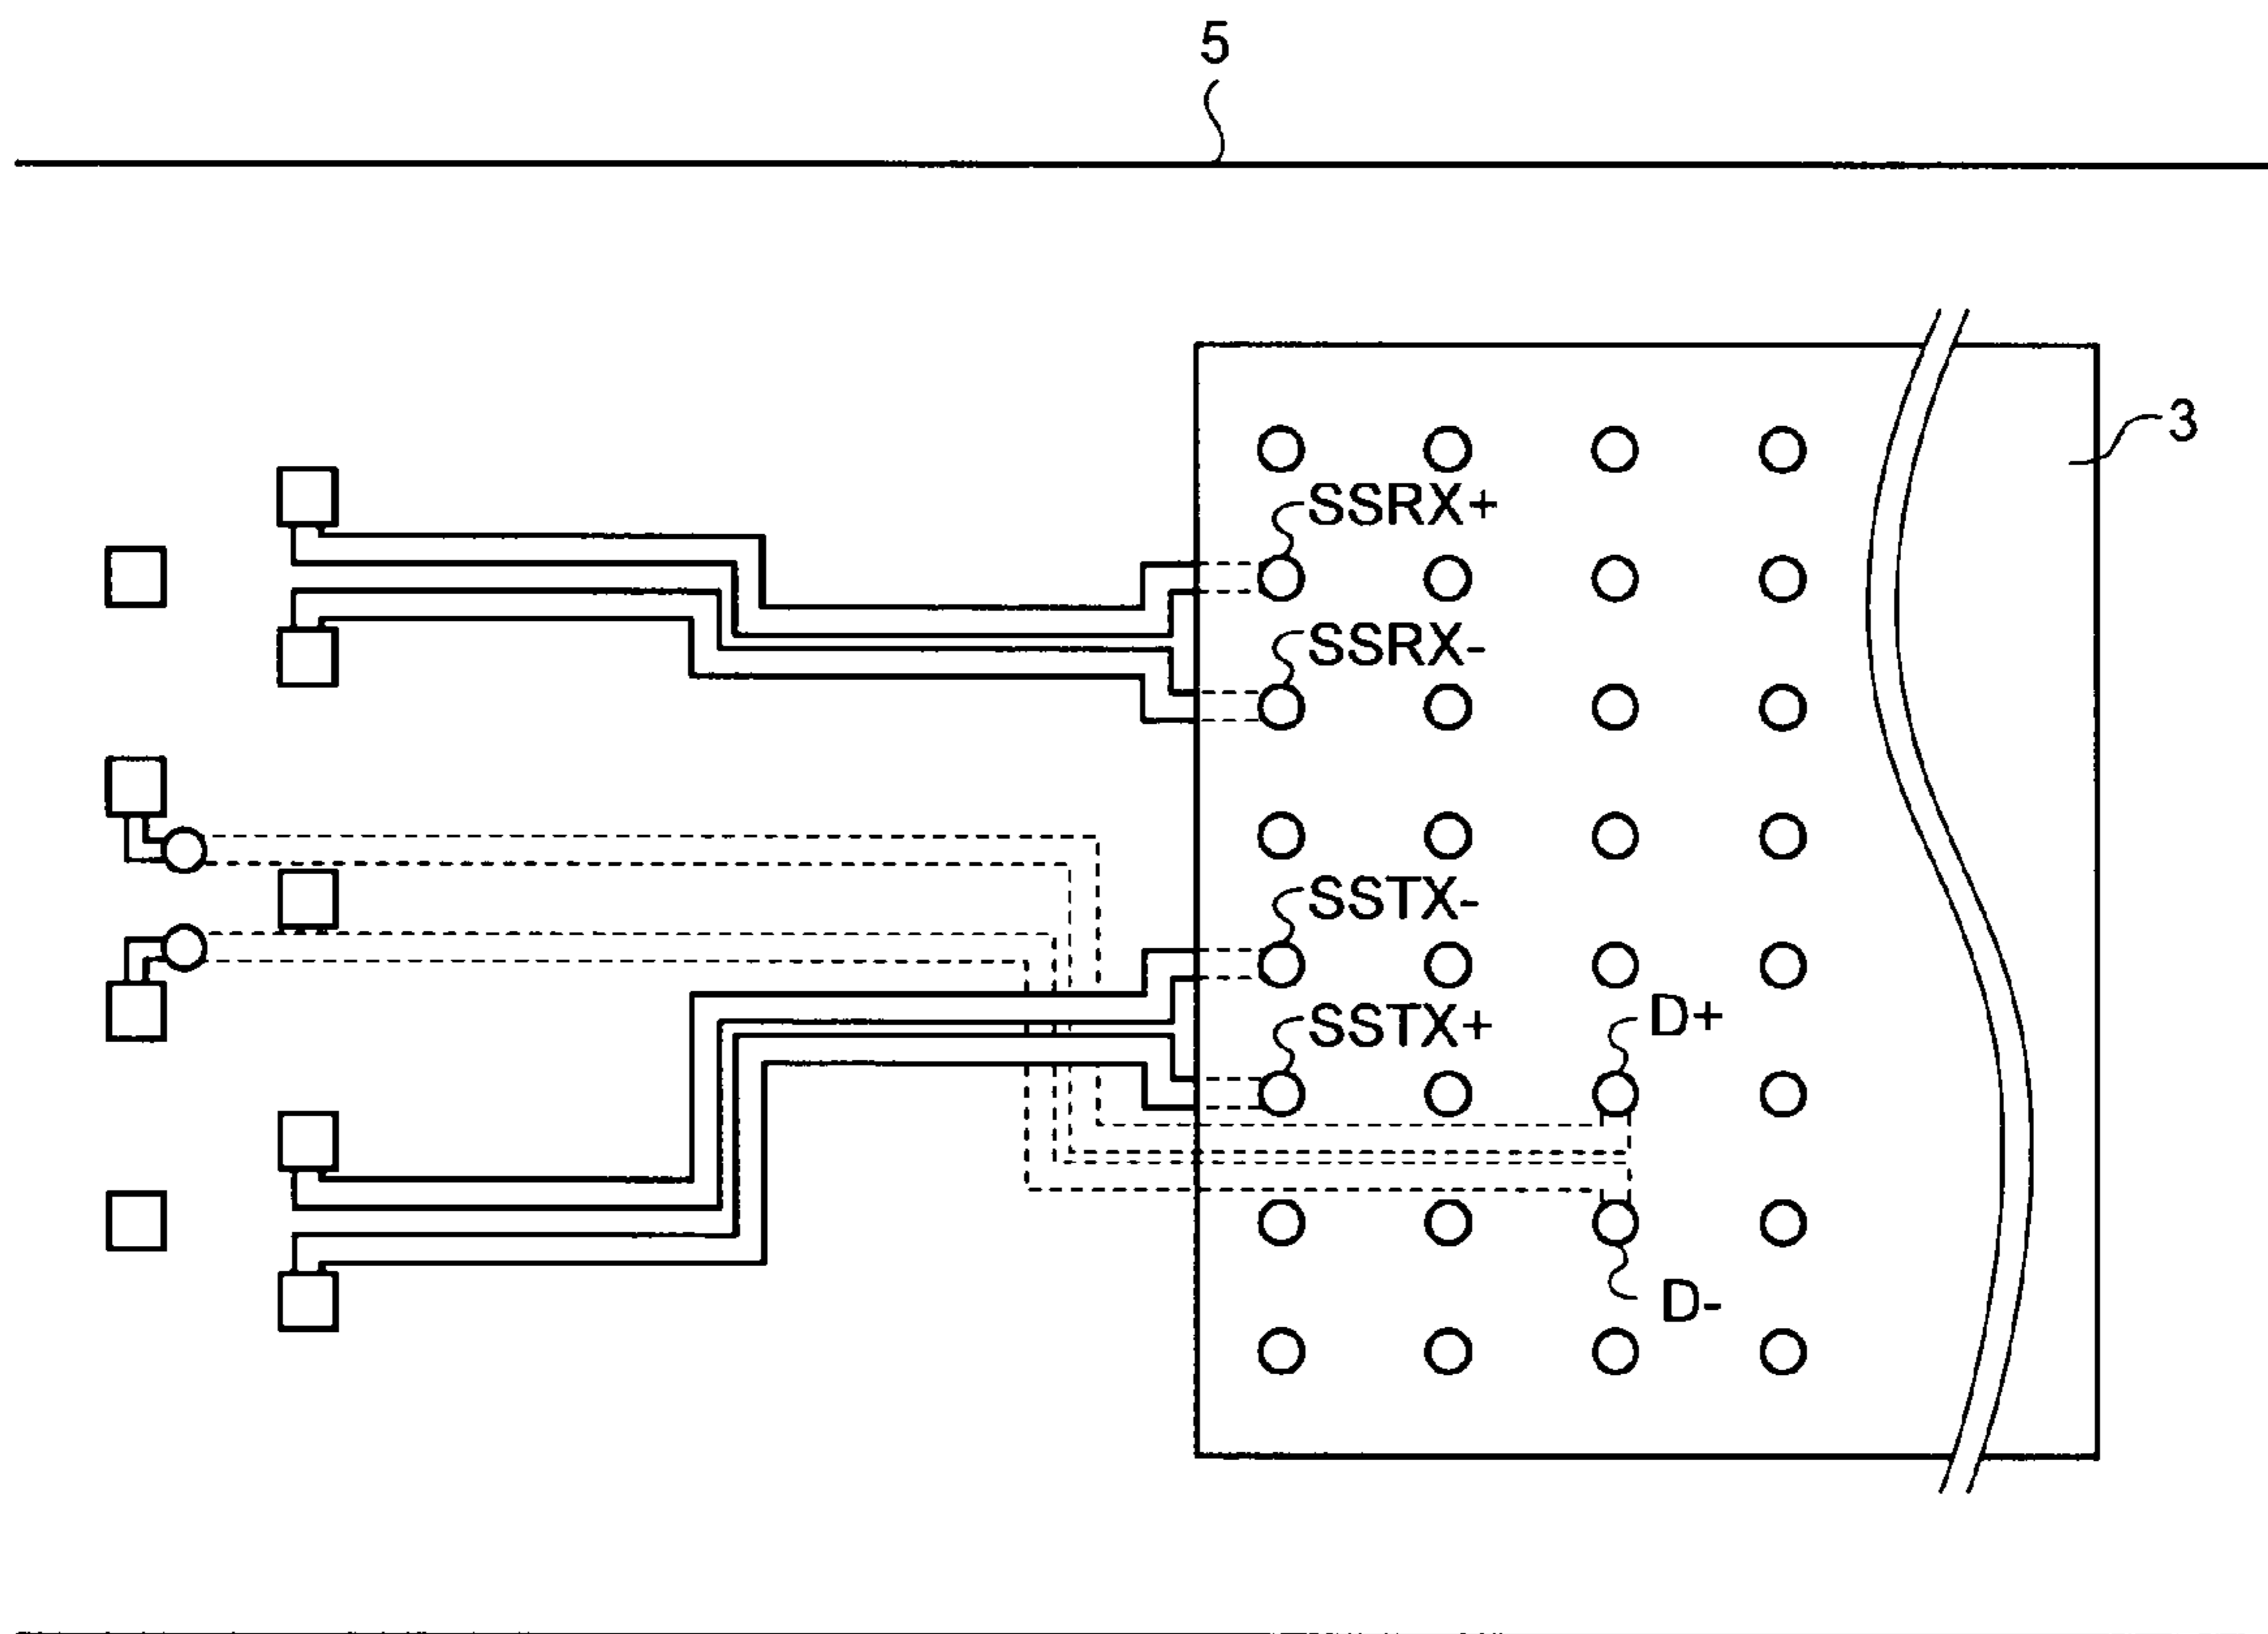 5
3
SSRX+
SSRX-
SSTX-
SSTX+
D+
D-